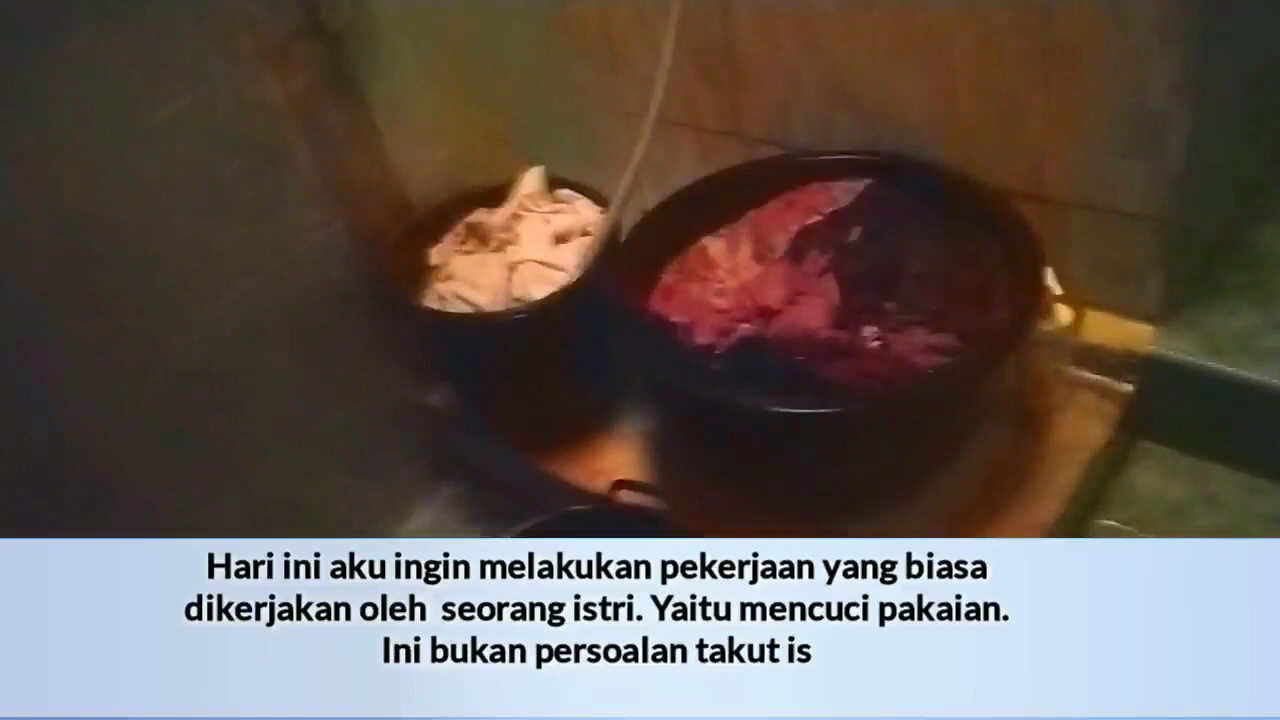 Hari ini aku ingin melakukan pekerjaan yang biasa
dikerjakan oleh seorang istri. Yaitu mencuci pakaian.
Ini bukan persoalan takut is